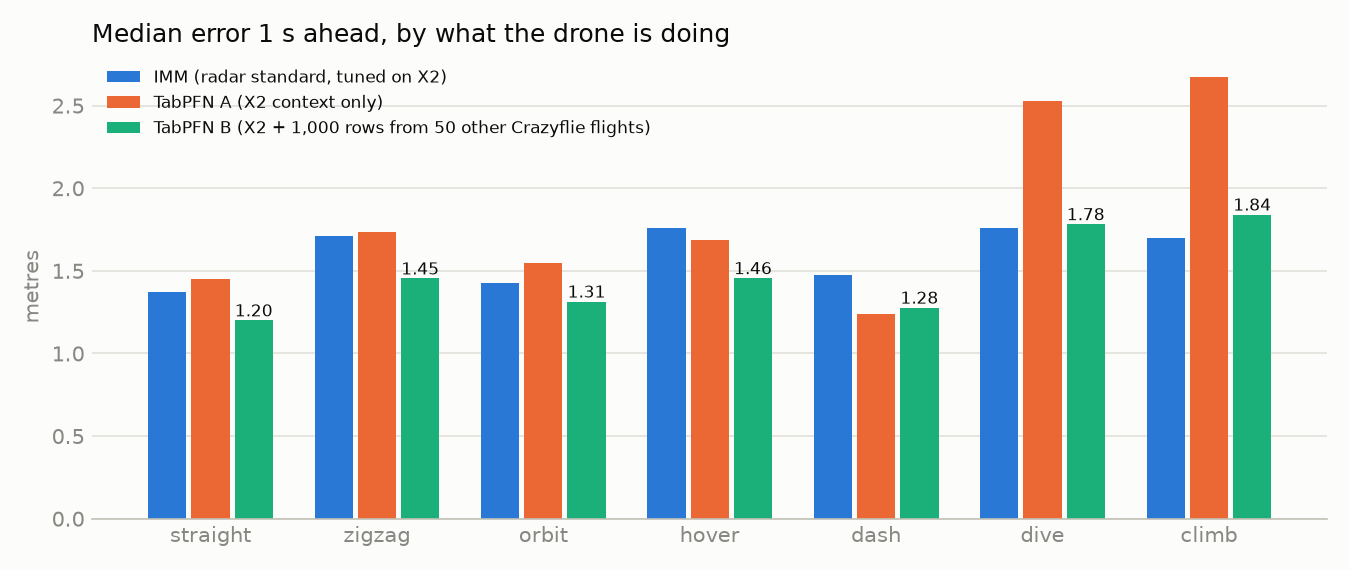 Median error 1 s ahead, by what the drone is doing
IMM (radar standard, tuned on X2)
TabPFN A (X2 context only)
TabPFN B (X2 + 1,000 rows from 50 other Crazyflie flights)
metres
2.5
2.0
1.5
1.0
0.5
0.0
1.20
1.45
1.31
1.46
1.28
1.78
1.84
straight
zigzag
orbit
hover
dash
dive
climb